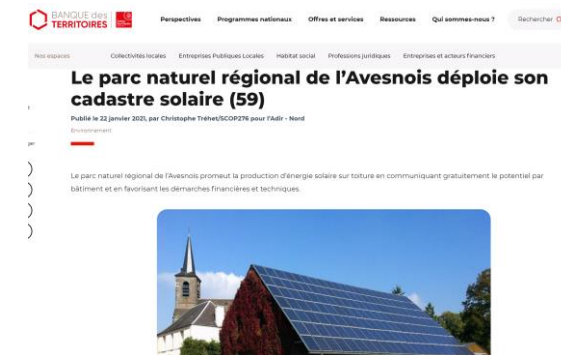 BANQUE des
TERRITOIRES
Perspectives Programmes nationaux Offres et services Ressources Qui sommes-nous ? Rechercher
Nos espaces Collectivités locales Entreprises Publiques Locales Habitat social Professions juridiques Entreprises et acteurs financiers
Le parc naturel régional de l'Avesnois déploie son
cadastre solaire (59)
Publié le 22 janvier 2021, par Christophe Tréhet/SCOP276 pour l'Adir - Nord
Environnement
Le parc naturel régional de l'Avesnois promeut la production d'énergie solaire sur toiture en communiquant gratuitement le potentiel par
bâtiment et en favorisant les démarches financières et techniques.